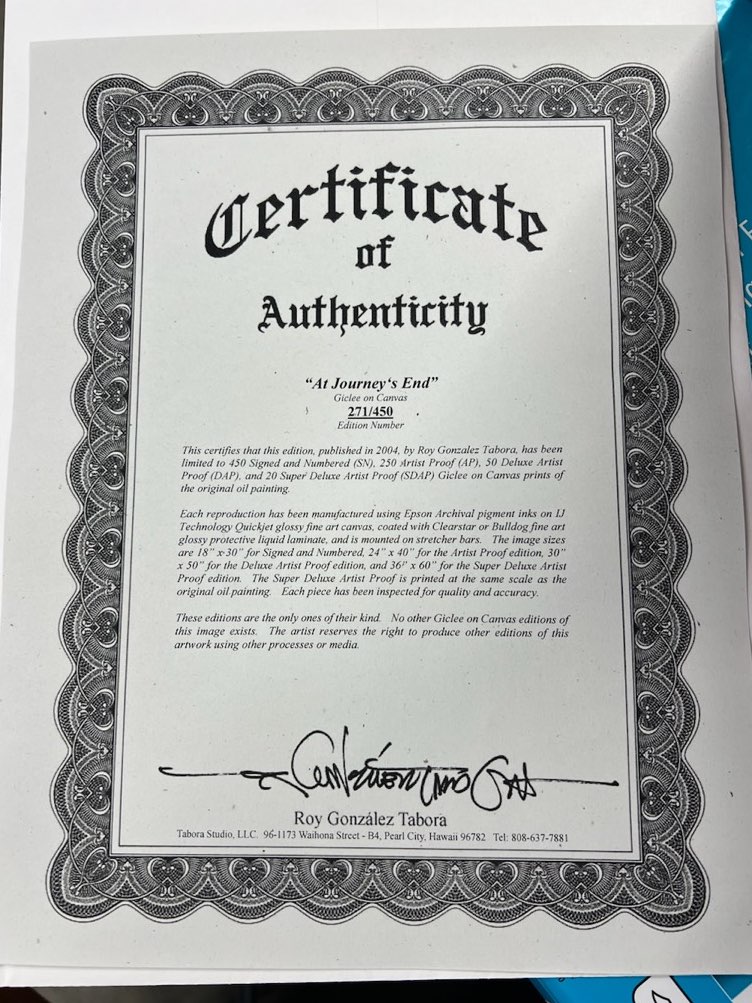 Certificate
of
Authenticity
“At Journey‘s End”
Giclee on Canvas
271/450
Edition Number
This certifies that this edition, published in 2004, by Roy Gonzalez Tabora, has been
limited to 450 Signed and Numbered (SN), 250 Artist Proof (AP), 50 Deluxe Artist
Proof (DAP), and 20 Super Deluxe Artist Proof (SDAP) Giclee on Canvas prints of
the original oil painting.
Each reproduction has been manufactured using Epson Archival pigment inks on IJ
Technology Quickjet glossy fine art canvas, coated with Clearstar or Bulldog fine art
glossy protective liquid laminate, and is mounted on stretcher bars. The image sizes
are 18" x 30" for Signed and Numbered, 24" x 40" for the Artist Proof edition, 30"
x 50" for the Deluxe Artist Proof edition, and 36" x 60" for the Super Deluxe Artist
Proof edition. The Super Deluxe Artist Proof is printed at the same scale as the
original oil painting. Each piece has been inspected for quality and accuracy.
These editions are the only ones of their kind. No other Giclee on Canvas editions of
this image exists. The artist reserves the right to produce other editions of this
artwork using other processes or media.
Roy González Tabora
Tabora Studio, LLC. 96-1173 Waihona Street - B4, Pearl City, Hawaii 96782 Tel: 808-637-7881